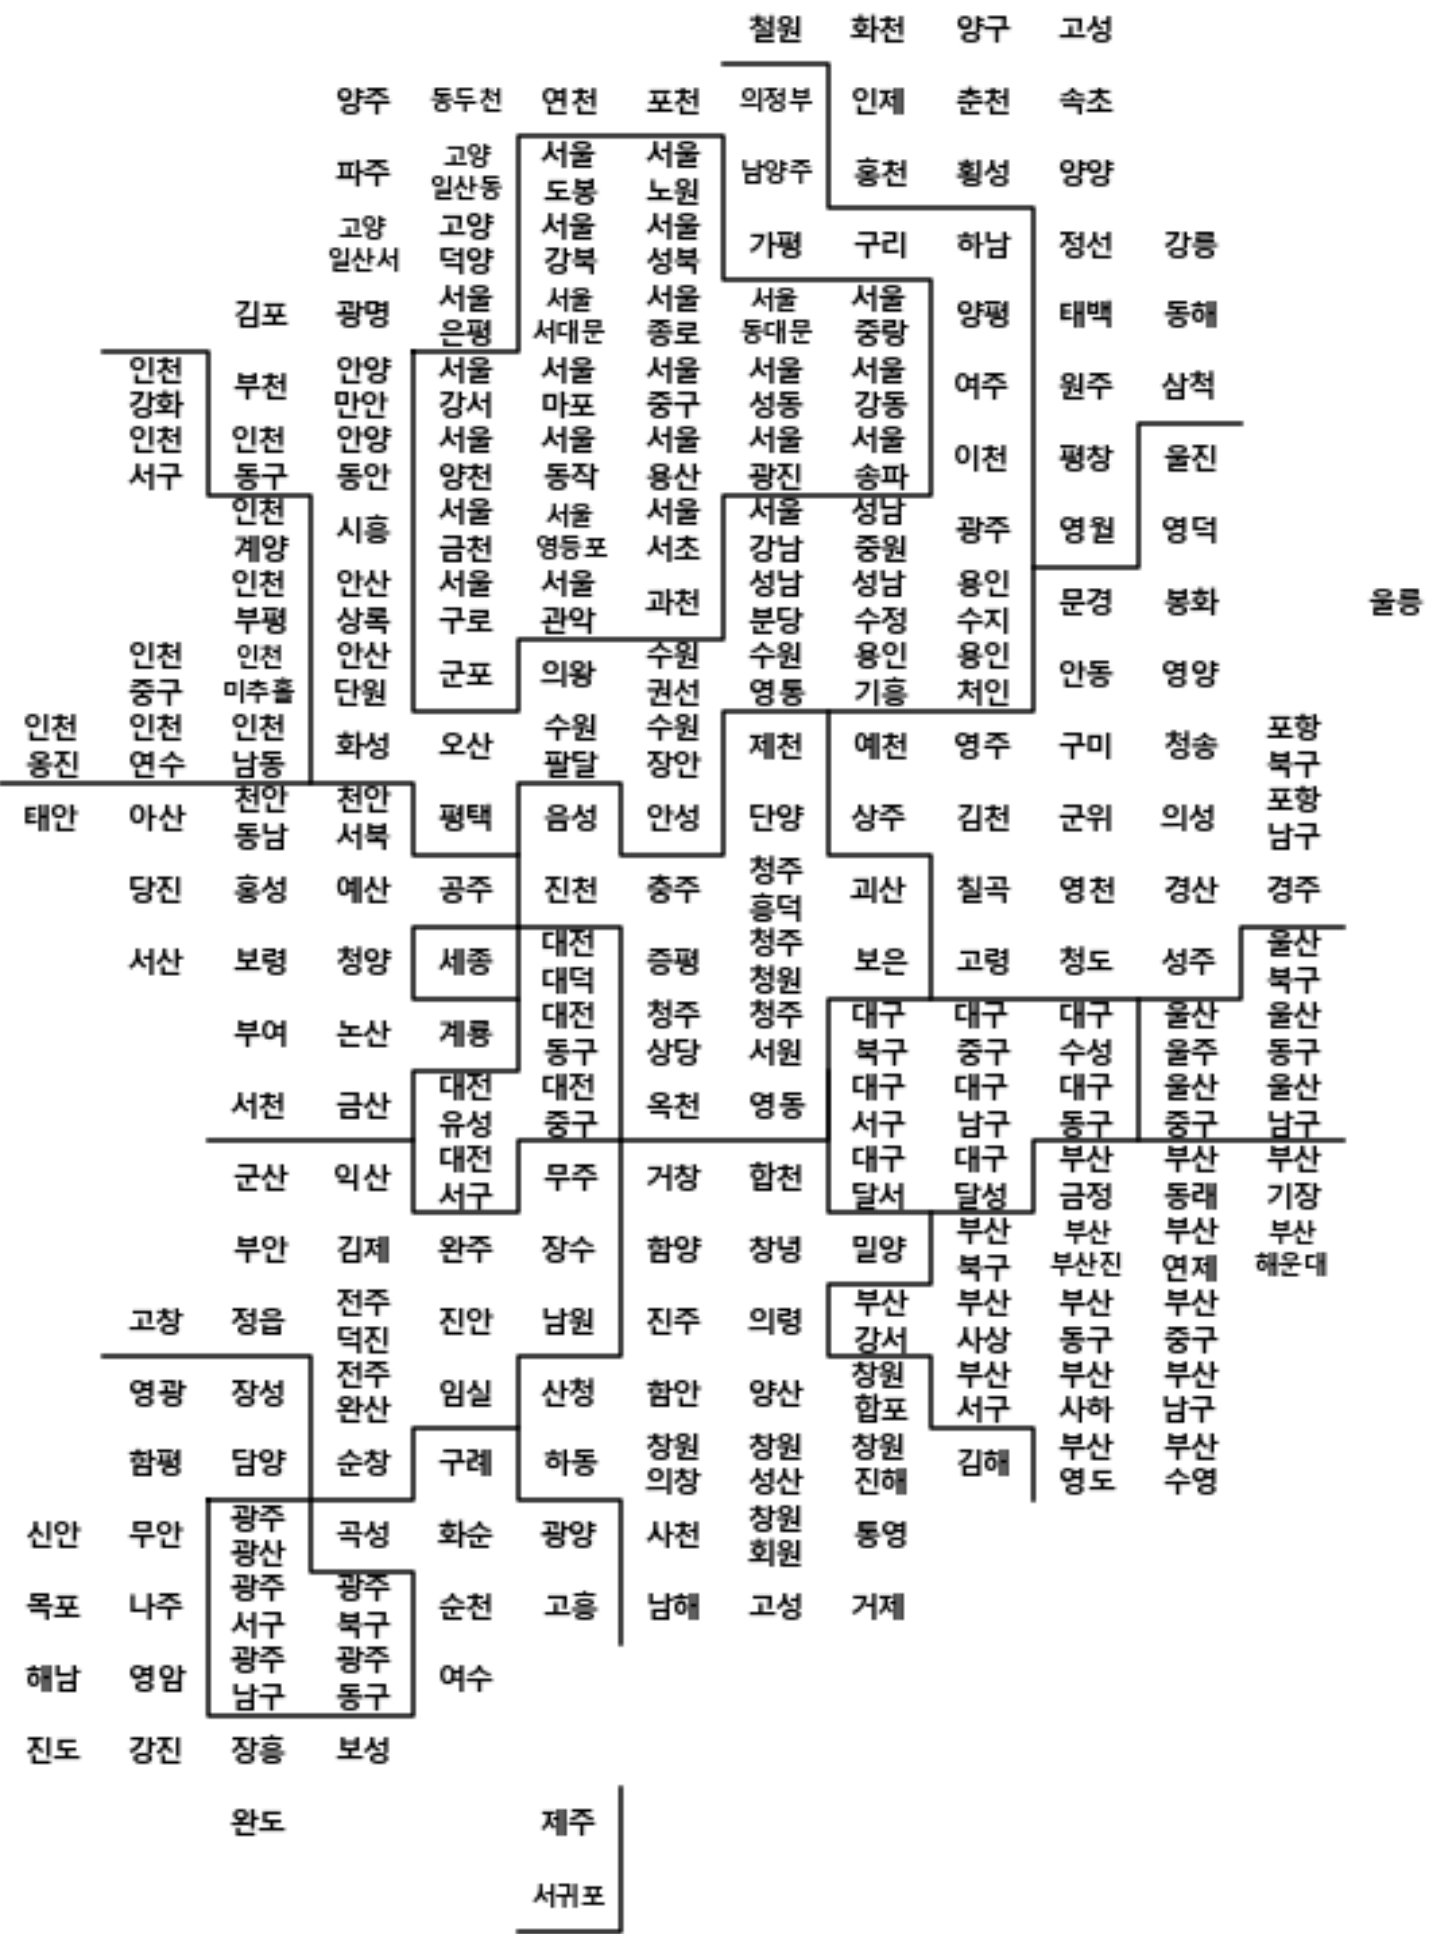 철원 화천 양구 고성
양주 동두천 연천 포천 의정부 인제 춘천 속초
파주 고양 일산동 서울 도봉 서울 노원 남양주 홍천 횡성 양양
고양 일산서 고양 덕양 서울 강북 서울 성북 가평 구리 하남 정선 강릉
김포 광명 서울 은평 서울 서대문 서울 종로 서울 동대문 서울 중랑 양평 태백 동해
인천 강화 부천 안양 만안 서울 강서 서울 마포 서울 중구 서울 성동 서울 강동 여주 원주 삼척
인천 서구 인천 동구 안양 동안 서울 양천 서울 동작 서울 용산 서울 광진 서울 송파 이천 평창 울진
인천 계양 시흥 서울 금천 서울 영등포 서울 서초 서울 강남 성남 중원 광주 영월 영덕
인천 부평 안산 상록 서울 구로 서울 관악 과천 성남 분당 성남 수정 용인 수지 문경 봉화 울릉
인천 중구 인천 미추홀 안산 단원 군포 의왕 수원 권선 수원 영통 용인 기흥 용인 처인 안동 영양
인천 옹진 인천 연수 인천 남동 화성 오산 수원 팔달 수원 장안 제천 예천 영주 구미 청송 포항 북구
태안 아산 천안 동남 천안 서북 평택 음성 안성 단양 상주 김천 군위 의성 포항 남구
당진 홍성 예산 공주 진천 충주 청주 흥덕 괴산 칠곡 영천 경산 경주
서산 보령 청양 세종 대전 대덕 증평 청주 청원 보은 고령 청도 성주 울산 북구
부여 논산 계룡 대전 동구 청주 상당 청주 서원 대구 북구 대구 중구 대구 수성 울산 울주 울산 동구
서천 금산 대전 유성 대전 중구 옥천 영동 대구 서구 대구 남구 대구 동구 울산 중구 울산 남구
군산 익산 대전 서구 무주 거창 합천 대구 달서 대구 달성 부산 금정 부산 동래 부산 기장
부안 김제 완주 장수 함양 창녕 밀양 부산 북구 부산 부산진 부산 연제 부산 해운대
고창 정읍 전주 덕진 진안 남원 진주 의령 부산 강서 부산 사상 부산 동구 부산 중구
영광 장성 전주 완산 임실 산청 함안 양산 창원 합포 부산 서구 부산 사하 부산 남구
함평 담양 순창 구례 하동 창원 의창 창원 성산 창원 진해 김해 부산 영도 부산 수영
신안 무안 광주 광산 곡성 화순 광양 사천 창원 회원 통영
목포 나주 광주 서구 광주 북구 순천 고흥 남해 고성 거제
해남 영암 광주 남구 광주 동구 여수
진도 강진 장흥 보성
완도 제주
서귀포